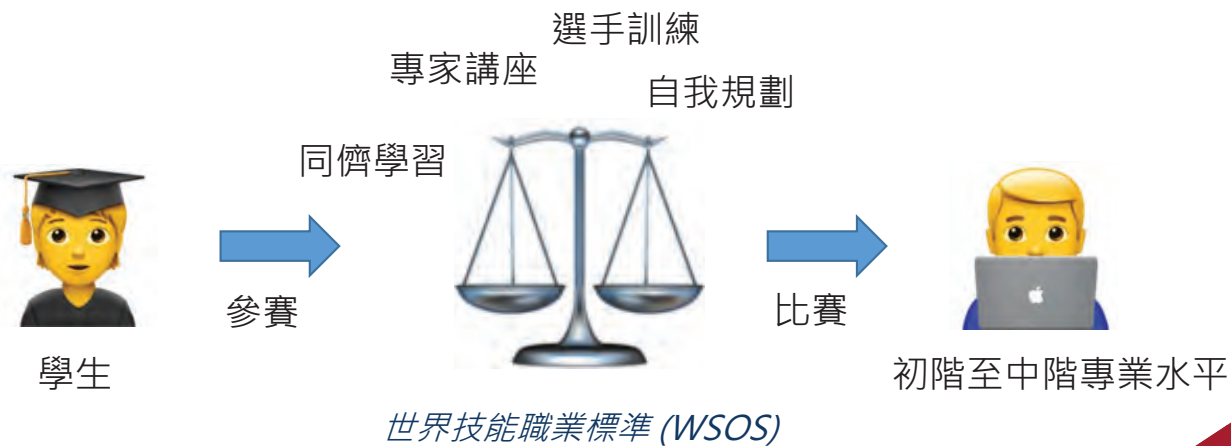 選手訓練
專家講座
自我規劃
同儕學習
參賽
比賽
學生
初階至中階專業水平
世界技能職業標準 (WSOS)